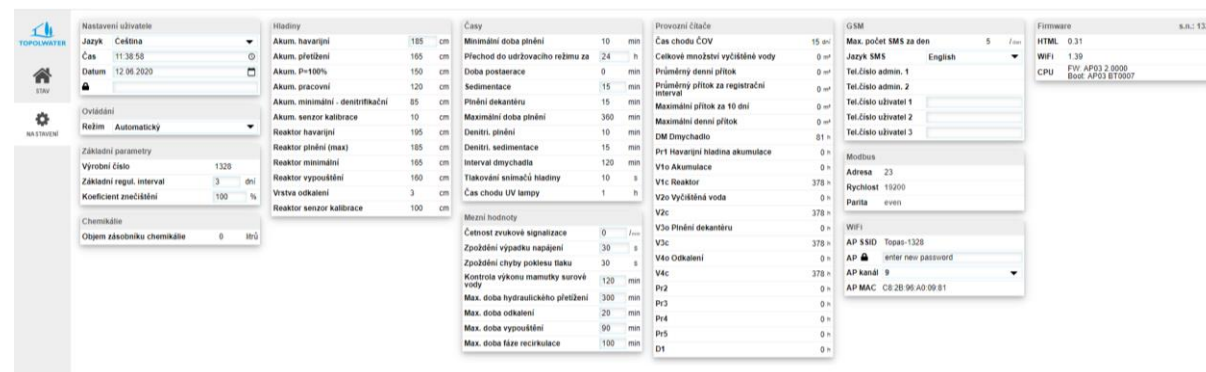 TOPOLWATER
STAV
NASTAVENÍ
Nastavení uživatele
Jazyk Čeština
Čas 11:38:58
Datum 12.06.2020
Ovládání
Režim Automatický
Základní parametry
Výrobní číslo 1328
Základní regul. interval 3 dní
Koeficient znečištění 100 %
Chemikálie
Objem zásobníku chemikálie 0 litrů
Hladiny
Akum. havarijní 185 cm
Akum. přetížení 165 cm
Akum. P=100% 150 cm
Akum. pracovní 120 cm
Akum. minimální - denitrifikační 85 cm
Akum. senzor kalibrace 10 cm
Reaktor havarijní 195 cm
Reaktor plnění (max) 185 cm
Reaktor minimální 165 cm
Reaktor vypouštění 160 cm
Vrstva odkalení 3 cm
Reaktor senzor kalibrace 100 cm
Časy
Minimální doba plnění 10 min
Přechod do udržovacího režimu za 24 h
Doba postaerace 0 min
Sedimentace 15 min
Plnění dekantéru 15 min
Maximální doba plnění 360 min
Denitri. plnění 10 min
Denitri. sedimentace 15 min
Interval dmychadla 120 min
Tlakování snímačů hladiny 10 s
Čas chodu UV lampy 1 h
Mezní hodnoty
Četnost zvukové signalizace 0
Zpoždění výpadku napájení 30 s
Zpoždění chyby poklesu tlaku 30 s
Kontrola výkonu mamutky surové
vody 120 min
Max. doba hydraulického přetížení 300 min
Max. doba odkalení 20 min
Max. doba vypouštění 90 min
Max. doba fáze recirkulace 100 min
Provozní čítače
Čas chodu ČOV 15 dní
Celkové množství vyčištěné vody 0 m³
Průměrný denní přítok 0 m³
Průměrný přítok za registrační
interval 0 m³
Maximální přítok za 10 dní 0 m³
Maximální denní přítok 0 m³
DM Dmychadlo 81 h
Pr1 Havarijní hladina akumulace 0 h
V1o Akumulace 0 h
V1c Reaktor 378 h
V2o Vyčištěná voda 0 h
V2c 378 h
V3o Plnění dekantéru 0 h
V3c 378 h
V4o Odkalení 0 h
V4c 378 h
Pr2 0 h
Pr3 0 h
Pr4 0 h
Pr5 0 h
D1 0 h
GSM
Max. počet SMS za den 5
Jazyk SMS English
Tel.číslo admin. 1
Tel.číslo admin. 2
Tel.číslo uživatel 1
Tel.číslo uživatel 2
Tel.číslo uživatel 3
Modbus
Adresa 23
Rychlost 19200
Parita even
WiFi
AP SSID Topas-1328
AP enter new password
AP kanál 9
AP MAC C8:2B:96:A0:09:81
Firmware s.n.: 13
HTML 0.31
WiFi 1.39
CPU FW: AP03 2.0000
Boot: AP03 BT0007